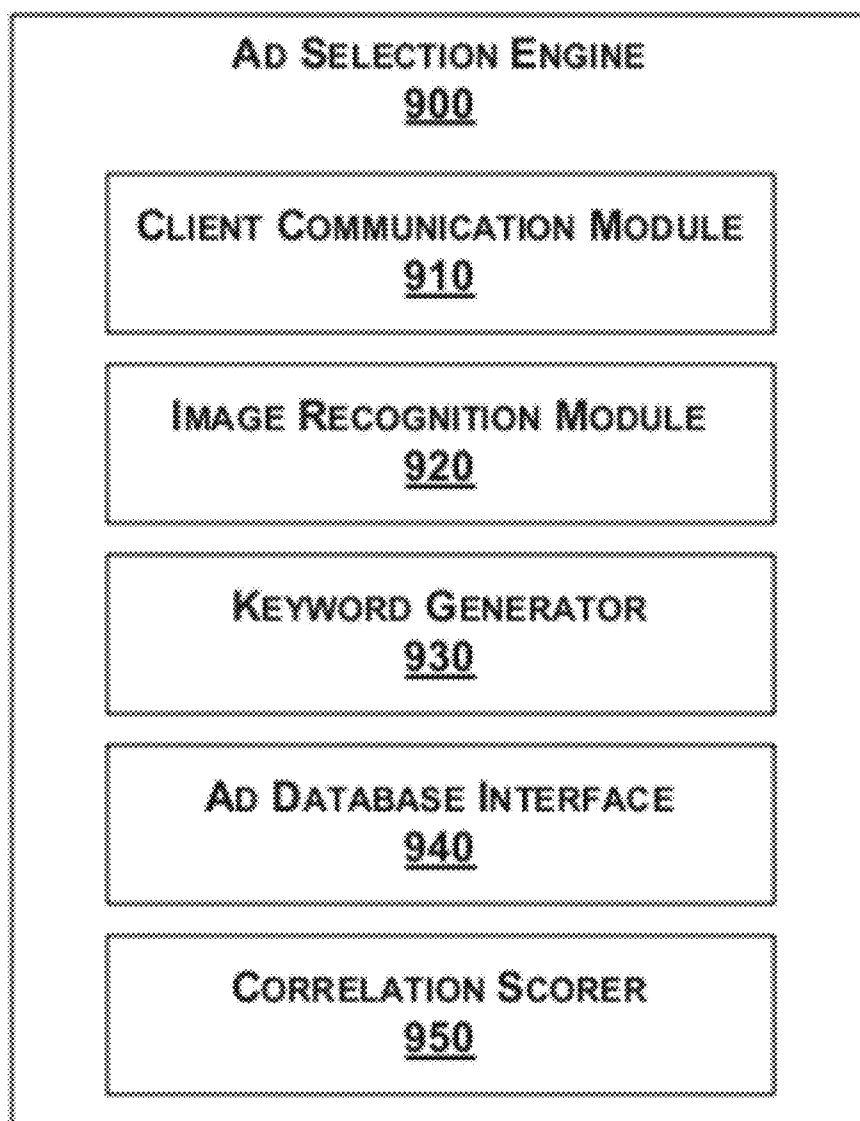 AD SELECTION ENGINE
900
CLIENT COMMUNICATION MODULE
910
IMAGE RECOGNITION MODULE
920
KEYWORD GENERATOR
930
AD DATABASE INTERFACE
940
CORRELATION SCORER
950